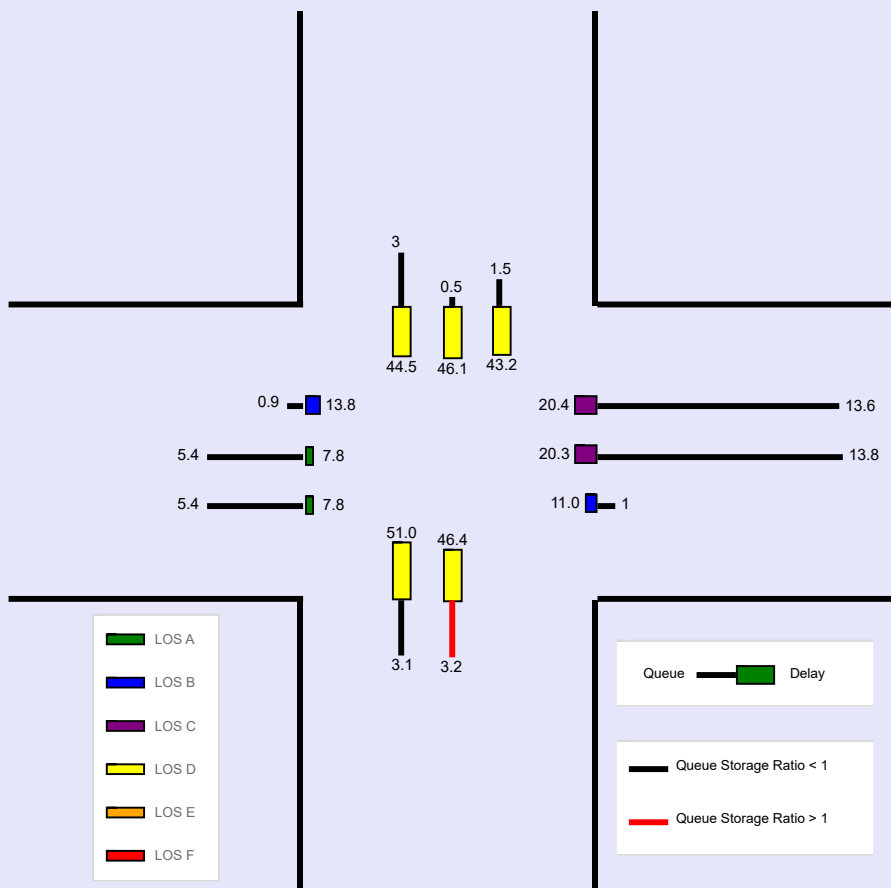 3
0.5
1.5
44.5
46.1
43.2
0.9
13.8
20.4
13.6
5.4
7.8
20.3
13.8
5.4
7.8
11.0
1
51.0
46.4
3.1
3.2
LOS A
LOS B
LOS C
LOS D
LOS E
LOS F
Queue
Delay
Queue Storage Ratio < 1
Queue Storage Ratio > 1